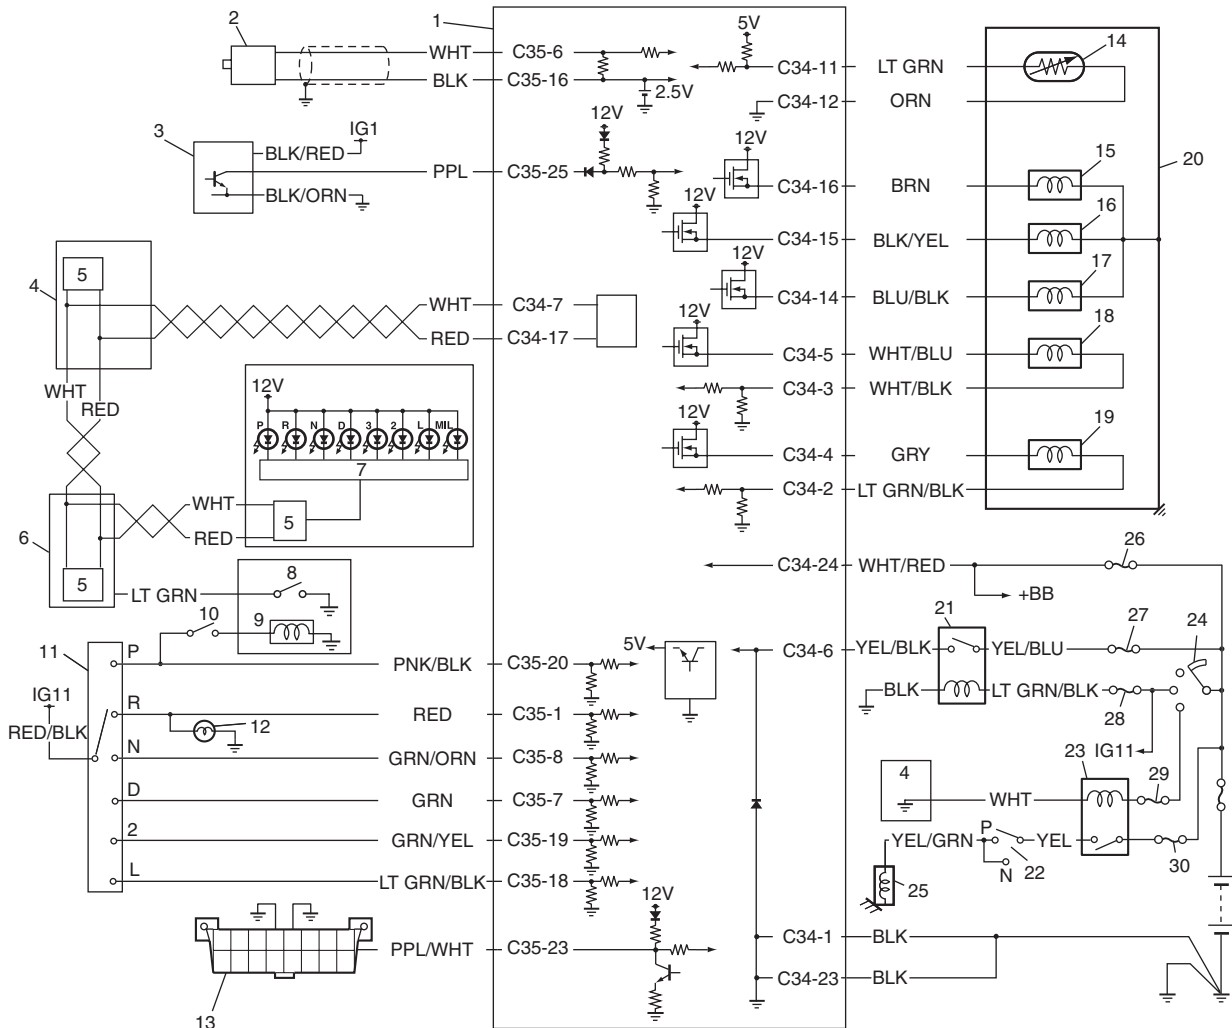 1
2
WHT
C35-6
BLK
C35-16
2.5V
5V
C34-11
LT GRN
14
C34-12
ORN
3
IG1
BLK/RED
PPL
C35-25
BLK/ORN
12V
12V
C34-16
BRN
15
20
12V
C34-15
BLK/YEL
16
12V
C34-14
BLU/BLK
17
4
5
WHT
C34-7
RED
C34-17
12V
C34-5
WHT/BLU
18
C34-3
WHT/BLK
WHT
RED
12V
P R N D 3 2 L MIL
7
12V
C34-4
GRY
19
C34-2
LT GRN/BLK
WHT
RED
5
6
5
LT GRN
8
9
10
C34-24
WHT/RED
26
+BB
11
P
PNK/BLK
C35-20
5V
C34-6
YEL/BLK
21
YEL/BLU
27
24
BLK
LT GRN/BLK
28
IG11
IG11
RED/BLK
R
12
RED
C35-1
N
GRN/ORN
C35-8
D
GRN
C35-7
2
GRN/YEL
C35-19
L
LT GRN/BLK
C35-18
4
WHT
23
29
YEL/GRN
P
N
22
YEL
30
25
12V
PPL/WHT
C35-23
13
C34-1
BLK
C34-23
BLK